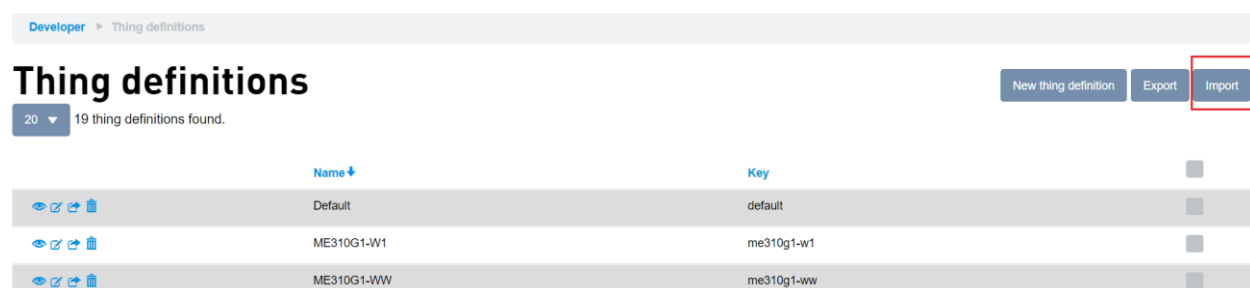 Developer Thing definitions
Thing definitions
New thing definition Export Import
20 19 thing definitions found.
Name Key
Default default
ME310G1-W1 me310g1-w1
ME310G1-WW me310g1-ww